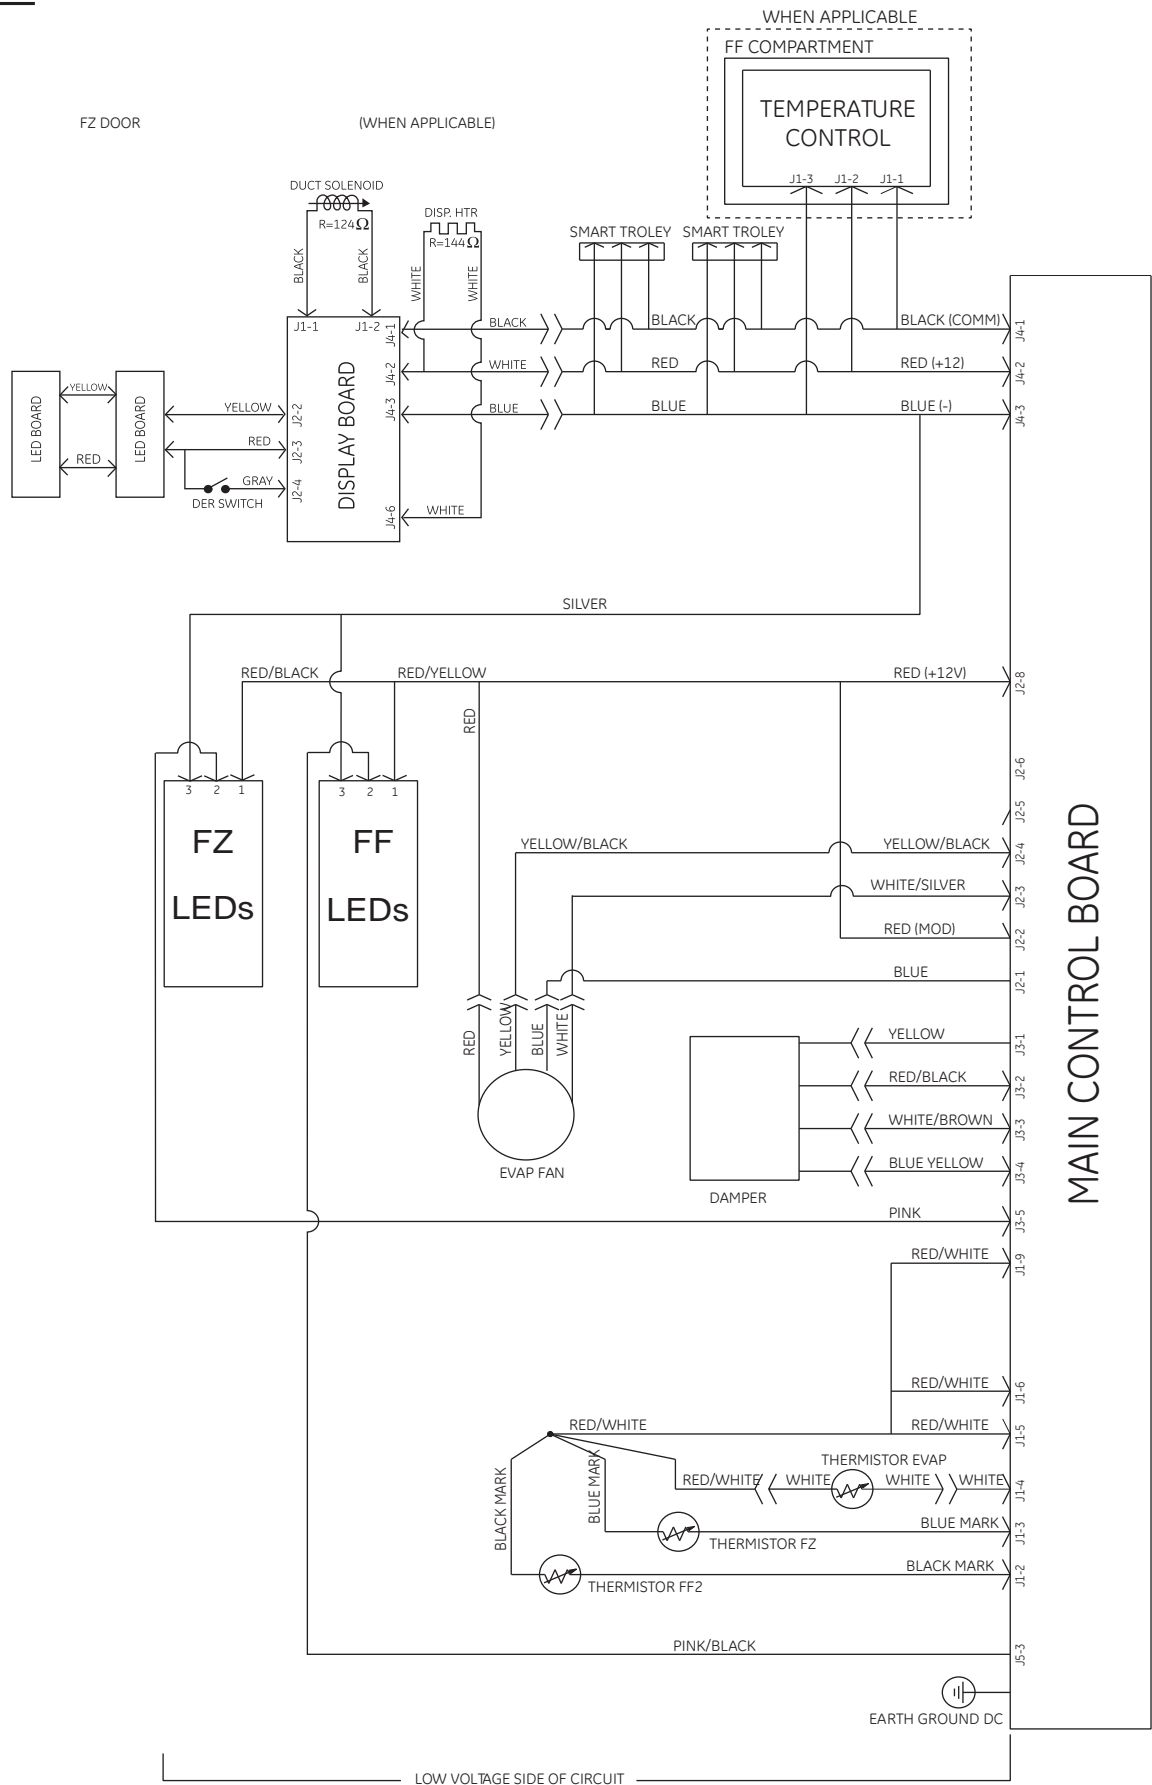 WHEN APPLICABLE
FF COMPARTMENT
TEMPERATURE
CONTROL
J1-3 J1-2 J1-1
FZ DOOR
(WHEN APPLICABLE)
DUCT SOLENOID
R=124Ω
BLACK
BLACK
DISP. HTR
R=144Ω
WHITE
WHITE
SMART TROLEY
SMART TROLEY
J1-1
J1-2
J4-1
BLACK
BLACK
BLACK (COMM)
J4-1
J4-2
WHITE
RED
RED (+12)
J4-2
J4-3
BLUE
BLUE
BLUE (-)
J4-3
LED BOARD
YELLOW
RED
LED BOARD
YELLOW
J2-2
RED
J2-3
GRAY
J2-4
DER SWITCH
DISPLAY BOARD
J4-6
WHITE
SILVER
RED/BLACK
RED/YELLOW
RED (+12V)
J2-8
RED
3 2 1
FZ
LEDs
3 2 1
FF
LEDs
J2-6
J2-5
YELLOW/BLACK
YELLOW/BLACK
J2-4
WHITE/SILVER
J2-3
RED (MOD)
J2-2
BLUE
J2-1
RED
YELLOW
BLUE
WHITE
EVAP FAN
DAMPER
YELLOW
J3-1
RED/BLACK
J3-2
WHITE/BROWN
J3-3
BLUE YELLOW
J3-4
MAIN CONTROL BOARD
PINK
J3-5
RED/WHITE
J1-9
RED/WHITE
J1-6
RED/WHITE
RED/WHITE
J1-5
THERMISTOR EVAP
BLACK MARK
BLUE MARK
RED/WHITE
WHITE
WHITE
WHITE
J1-4
BLUE MARK
J1-3
THERMISTOR FZ
BLACK MARK
J1-2
THERMISTOR FF2
PINK/BLACK
J5-3
EARTH GROUND DC
LOW VOLTAGE SIDE OF CIRCUIT